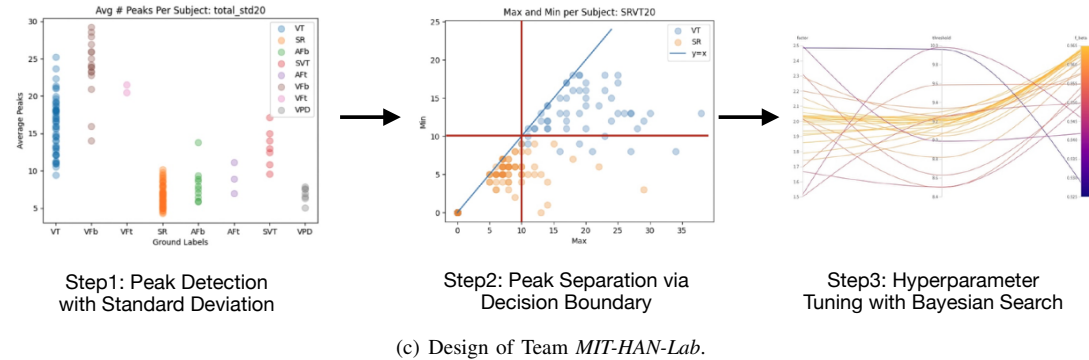 Avg # Peaks Per Subject: total_std20
30
25
20
15
10
5
Average Peaks
VT
SR
AFb
SVT
AFt
VFb
VFt
VPD
VT VFb VFt SR AFb AFt SVT VPD
Ground Labels
Max and Min per Subject: SRVT20
25
20
15
10
5
0
Min
VT
SR
y=x
0 5 10 15 20 25 30 35
Max
factor
threshold
Step1: Peak Detection
with Standard Deviation
Step2: Peak Separation via
Decision Boundary
Step3: Hyperparameter
Tuning with Bayesian Search
(c) Design of Team MIT-HAN-Lab.